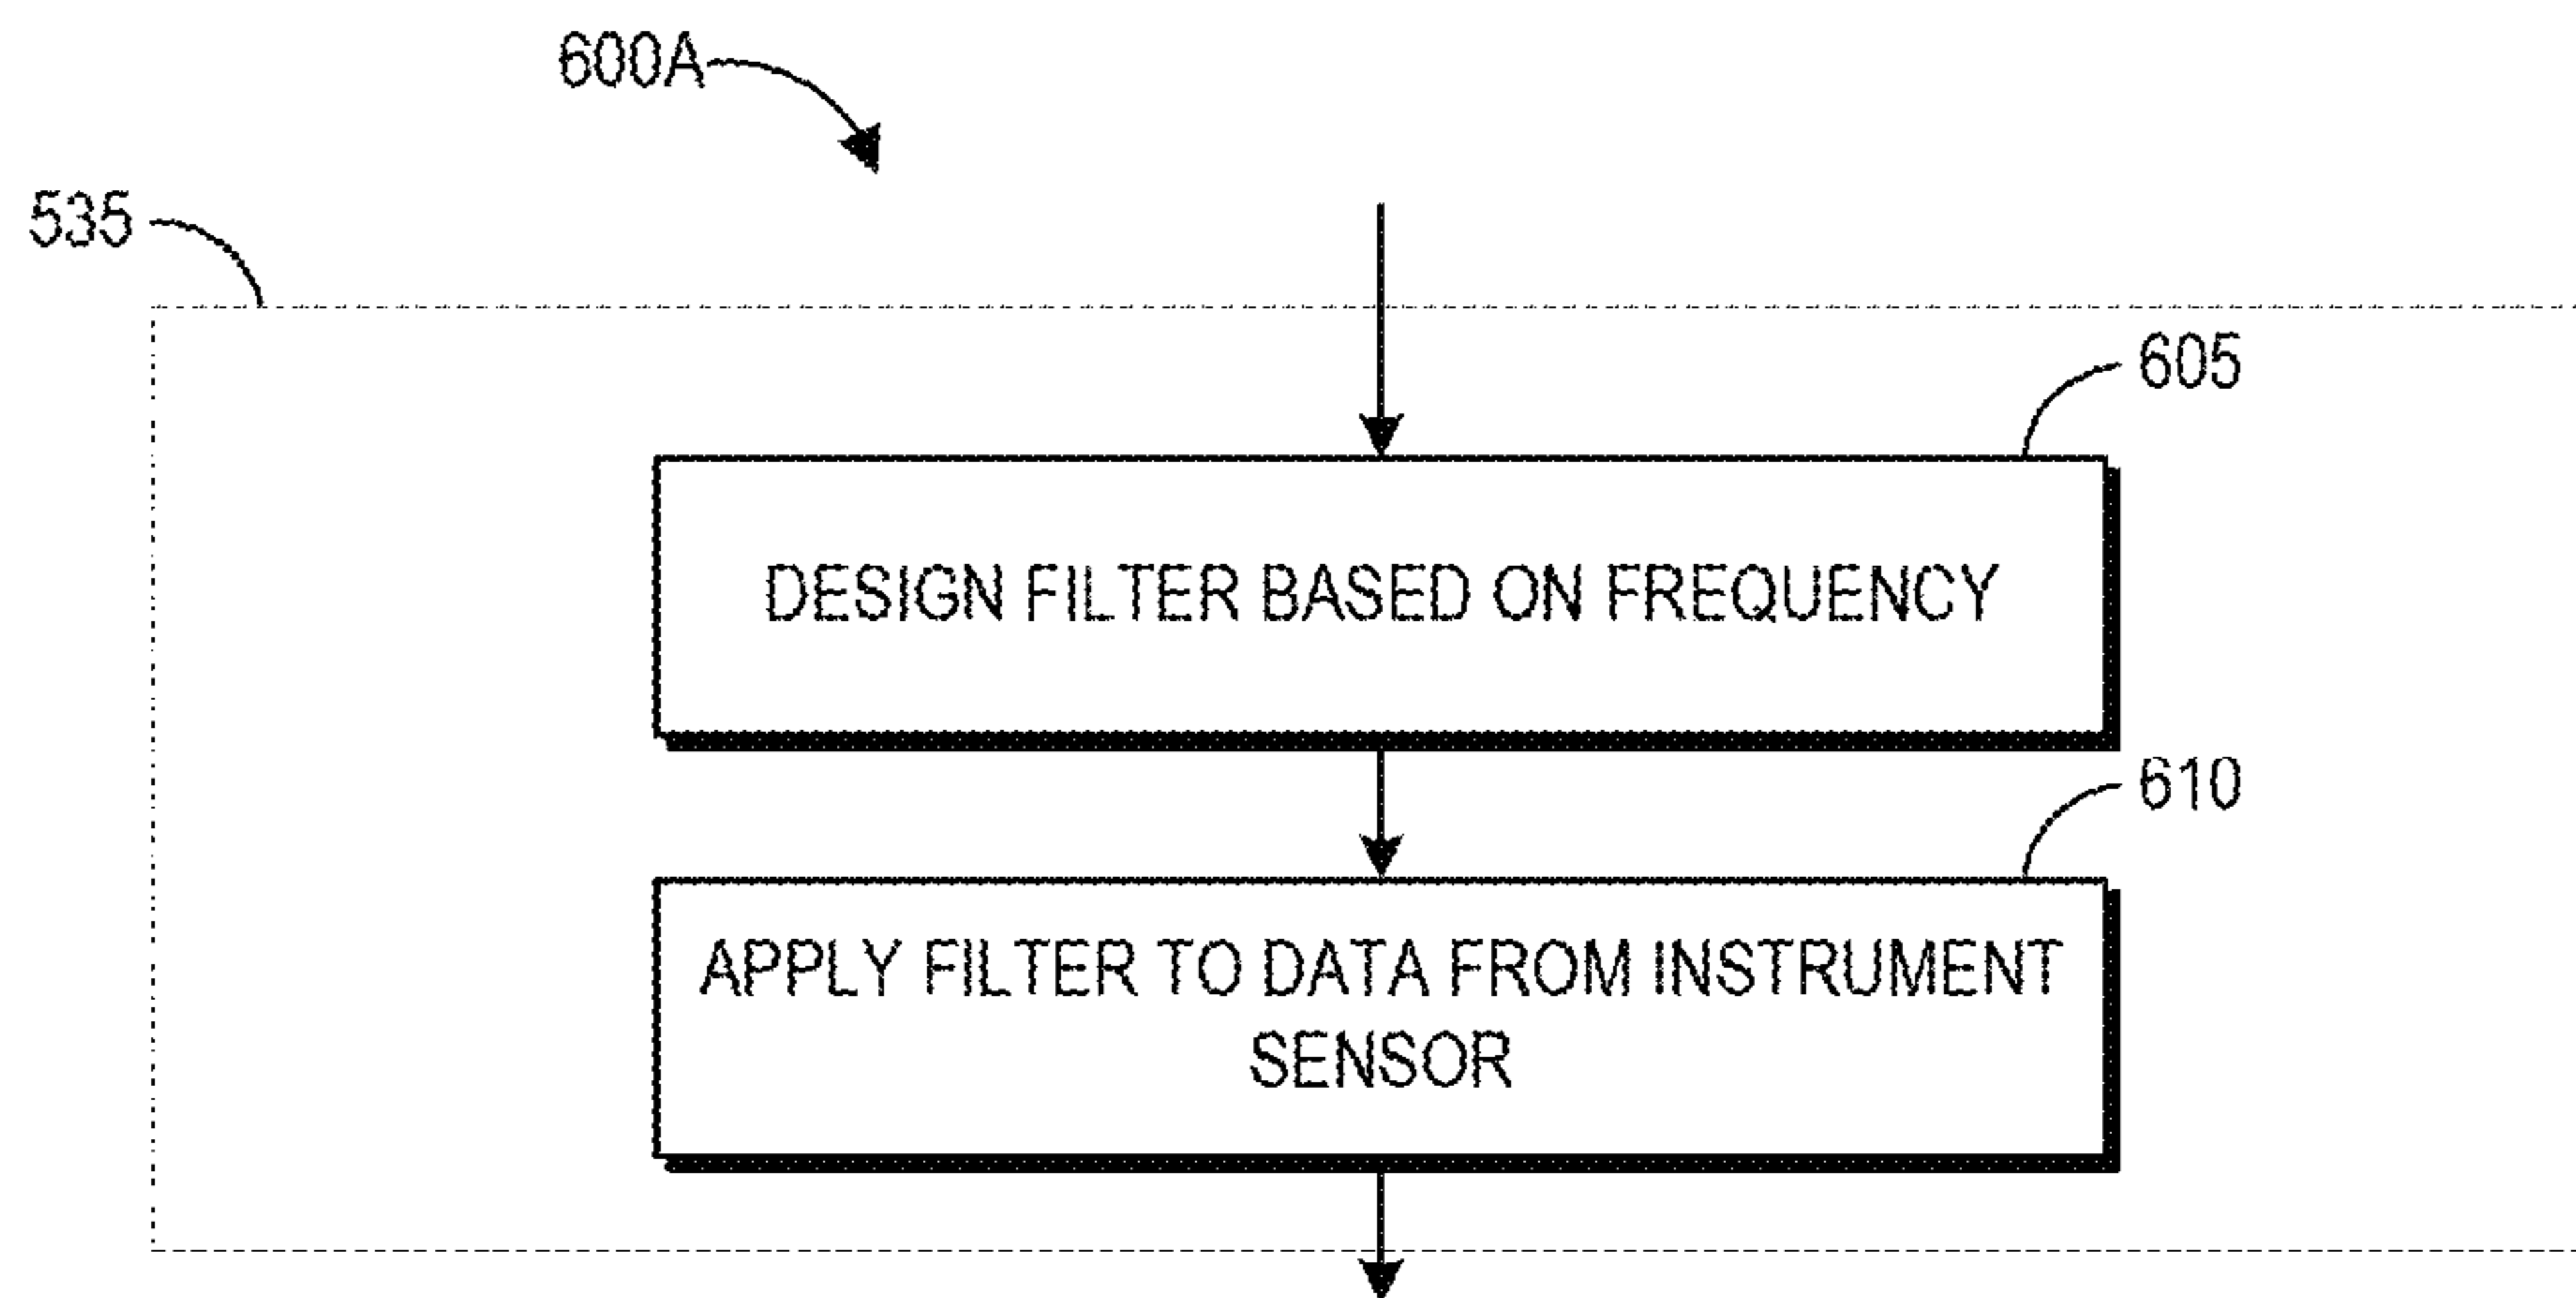 600A
535
605
DESIGN FILTER BASED ON FREQUENCY
610
APPLY FILTER TO DATA FROM INSTRUMENT
SENSOR